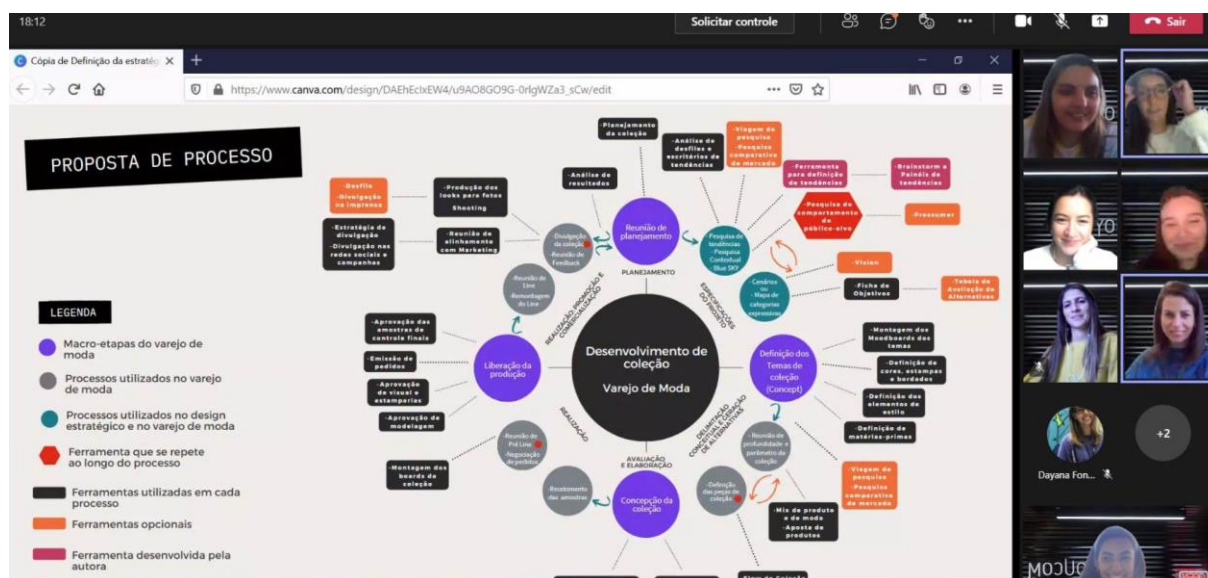 18:12
Solicitar controle
Sair
Cópia de Definição da estratég
https://www.canva.com/design/DAEhEclxEW4/u9AO8GO9G-0rlgWZa3_sCw/edit
PROPOSTA DE PROCESSO
LEGENDA
Macro-etapas do varejo de
moda
Processos utilizados no varejo
de moda
Processos utilizados no design
estratégico e no varejo de moda
Ferramenta que se repete
ao longo do processo
Ferramentas utilizadas em cada
processo
Ferramentas opcionais
Ferramenta desenvolvida pela
autora
-Desfile
-Divulgação
na imprensa
-Produção dos
looks para fotos
Shooting
-Estratégia de
divulgação
-Divulgação nas
redes sociais e
campanhas
-Reunião de
alinhamento
com Marketing
-Análise de
resultados
-Planejamento
da coleção
-Análise de
desfiles e
escritórios de
tendências
-Viagem de
pesquisa
-Pesquisa
comparativa
de mercado
-Ferramenta
para definição
de tendências
-Brainstorm e
Painéis de
tendências
-Pesquisa de
comportamento
do
público-alvo
-Prosumer
-Divulgação
da coleção
-Reunião de
Feedback
Reunião de
planejamento
Pesquisa de
tendências
-Pesquisa
Contextual
-Blue SKY
-Reunião de
Line
-Remontagem
do Line
PLANEJAMENTO
Cenários
ou
-Mapa de
categorias
expressivas
-Vision
-Ficha de
Objetivos
-Tabela de
Avaliação de
Alternativas
REALIZAÇÃO, PROMOÇÃO E
COMERCIALIZAÇÃO
ESPECIFICAÇÕES
DO PROJETO
-Aprovação das
amostras de
controle finais
-Emissão de
pedidos
-Aprovação
de visual e
estamparias
-Aprovação de
modelagem
Liberação da
produção
Desenvolvimento de
coleção
Varejo de Moda
Definição dos
Temas de
coleção
(Concept)
-Montagem dos
Moodboards dos
temas
-Definição de
cores, estampas
e bordados
-Definição dos
elementos de
estilo
-Definição de
matérias-primas
REALIZAÇÃO
DELIMITAÇÃO
CONCEITUAL E GERAÇÃO
DE ALTERNATIVAS
-Reunião de
Pré Line
-Negociação
de pedidos
-Montagem dos
boards da
coleção
AVALIAÇÃO
E ELABORAÇÃO
-Recebimento
das amostras
Concepção da
coleção
-Reunião de
profundidade e
parâmetro da
coleção
-Definição
das peças da
coleção
-Viagem de
pesquisa
-Pesquisa
comparativa
de mercado
-Mix de produto
e de moda
-Aposta de
produtos
+2
Dayana Fon...